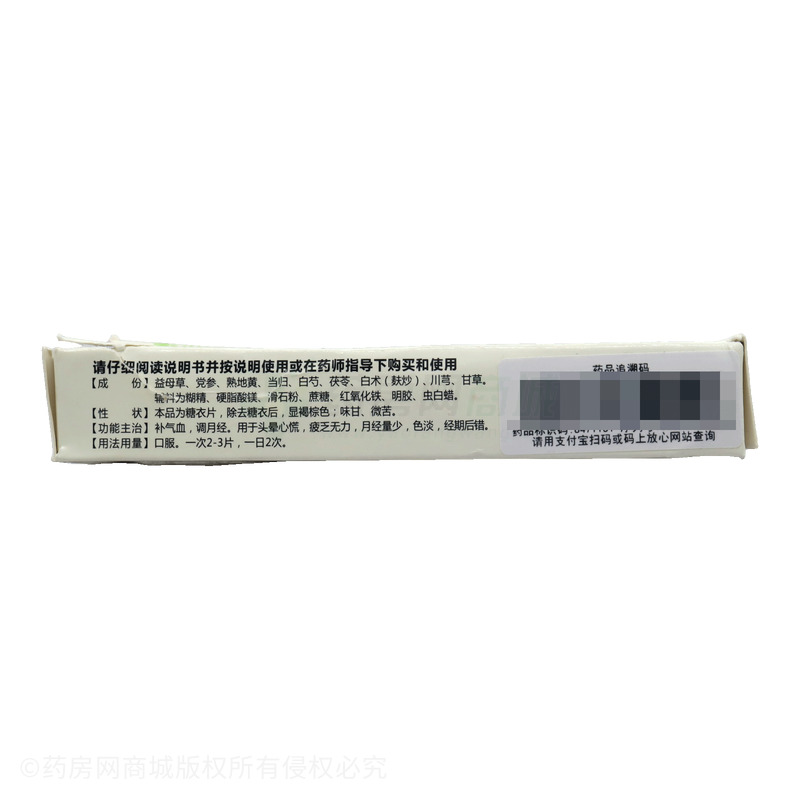 请仔细阅读说明书并按说明使用或在药师指导下购买和使用
【成　份】益母草、党参、熟地黄、当归、白芍、茯苓、白术（麸炒）、川芎、甘草。
辅料为糊精、硬脂酸镁、滑石粉、蔗糖、红氧化铁、明胶、虫白蜡。
【性　状】本品为糖衣片，除去糖衣后，显褐棕色；味甘、微苦。
【功能主治】补气血，调月经。用于头晕心慌，疲乏无力，月经量少，色淡，经期后错。
【用法用量】口服。一次2-3片，一日2次。
药品追溯码
药品标识码:
请用支付宝扫码或码上放心网站查询
©药房网商城版权所有侵权必究